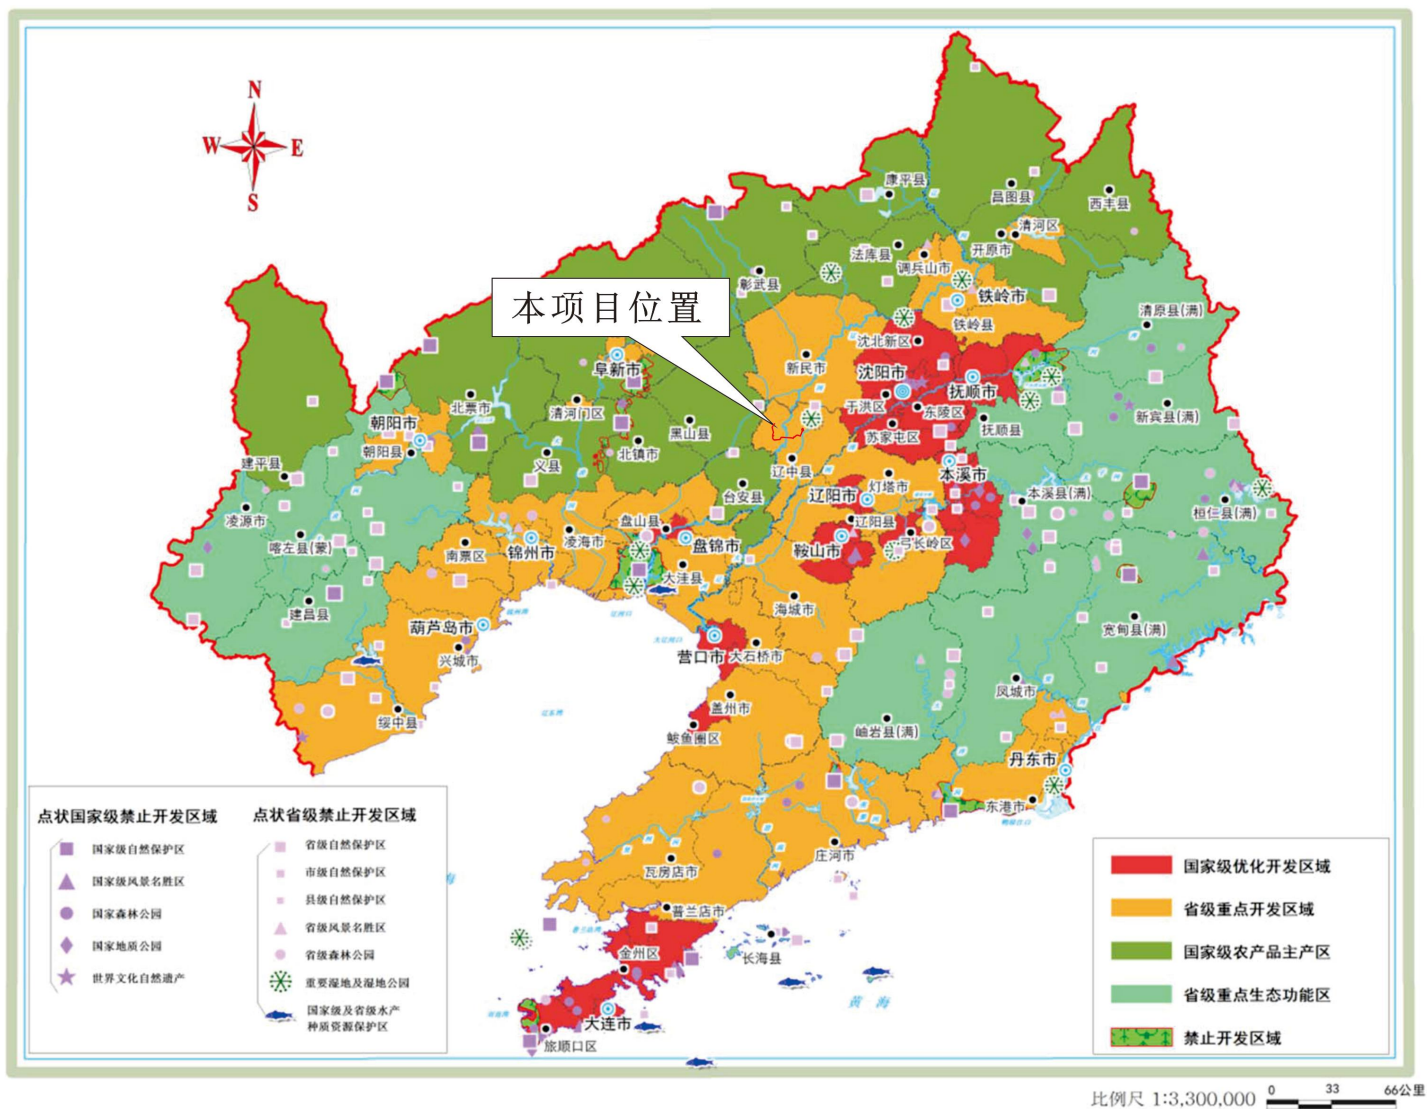 N
W
E
S
本项目位置
康平县
昌图县
西丰县
清河区
开原市
法库县
调兵山市
彰武县
铁岭市
铁岭县
清原县(满)
沈北新区
新民市
阜新市
沈阳市
抚顺市
于洪区
东陵区
抚顺县
新宾县(满)
苏家屯区
北票市
清河门区
黑山县
朝阳市
朝阳县
北镇市
义县
辽中县
建平县
台安县
辽阳市
灯塔市
本溪市
本溪县(满)
桓仁县(满)
凌源市
喀左县(蒙)
南票区
锦州市
凌海市
盘山县
盘锦市
辽阳县
鞍山市
弓长岭区
大洼县
建昌县
海城市
宽甸县(满)
葫芦岛市
兴城市
营口市
大石桥市
凤城市
绥中县
盖州市
鲅鱼圈区
岫岩县(满)
丹东市
东港市
庄河市
瓦房店市
普兰店市
金州区
长海县
大连市
旅顺口区
黄海
点状国家级禁止开发区域
国家级自然保护区
国家级风景名胜区
国家森林公园
国家地质公园
世界文化自然遗产
点状省级禁止开发区域
省级自然保护区
市级自然保护区
县级自然保护区
省级风景名胜区
省级森林公园
重要湿地及湿地公园
国家级及省级水产
种质资源保护区
国家级优化开发区域
省级重点开发区域
国家级农产品主产区
省级重点生态功能区
禁止开发区域
比例尺 1:3,300,000
0 33 66公里